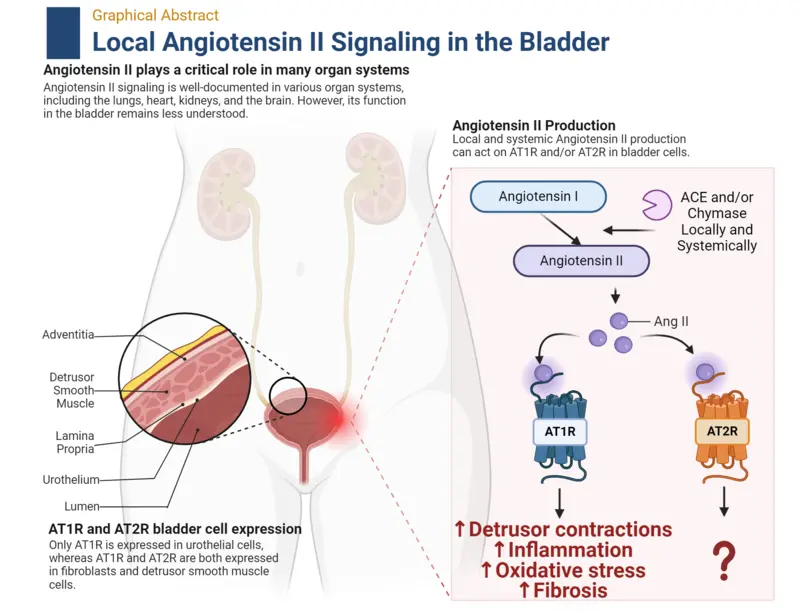 Graphical Abstract
Local Angiotensin II Signaling in the Bladder
Angiotensin II plays a critical role in many organ systems
Angiotensin II signaling is well-documented in various organ systems,
including the lungs, heart, kidneys, and the brain. However, its function
in the bladder remains less understood.
Angiotensin II Production
Local and systemic Angiotensin II production
can act on AT1R and/or AT2R in bladder cells.
Angiotensin I
ACE and/or
Chymase
Locally and
Systemically
Angiotensin II
Ang II
AT1R
AT2R
↑Detrusor contractions
↑Inflammation
↑Oxidative stress
↑Fibrosis
?
Adventitia
Detrusor
Smooth
Muscle
Lamina
Propria
Urothelium
Lumen
AT1R and AT2R bladder cell expression
Only AT1R is expressed in urothelial cells,
whereas AT1R and AT2R are both expressed
in fibroblasts and detrusor smooth muscle
cells.